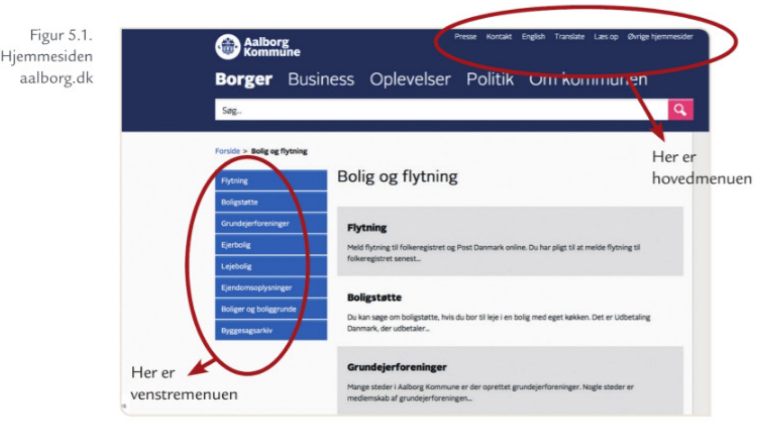 Figur 5.1.
Hjemmesiden
aalborg.dk
Aalborg
Kommune
Presse Kontakt English Translate Læs op Øvrige hjemmesider
Borger Business Oplevelser Politik Om kommunen
Søg..
Forside > Bolig og flytning
Her er
hovedmenuen
Flytning
Boligstøtte
Grundejerforeninger
Ejerbolig
Lejebolig
Ejendomsoplysninger
Boliger og boliggrunde
Byggesagsarkiv
Her er
venstremenuen
Bolig og flytning
Flytning
Meld flytning til folkeregistret og Post Danmark online. Du har pligt til at melde flytning til
folkeregistret senest...
Boligstøtte
Du kan søge om boligstøtte, hvis du bor til leje i en bolig med eget køkken. Det er Udbetaling
Danmark, der udbetaler...
Grundejerforeninger
Mange steder i Aalborg Kommune er der oprettet grundejerforeninger. Nogle steder er
medlemskab af grundejerforeningen...